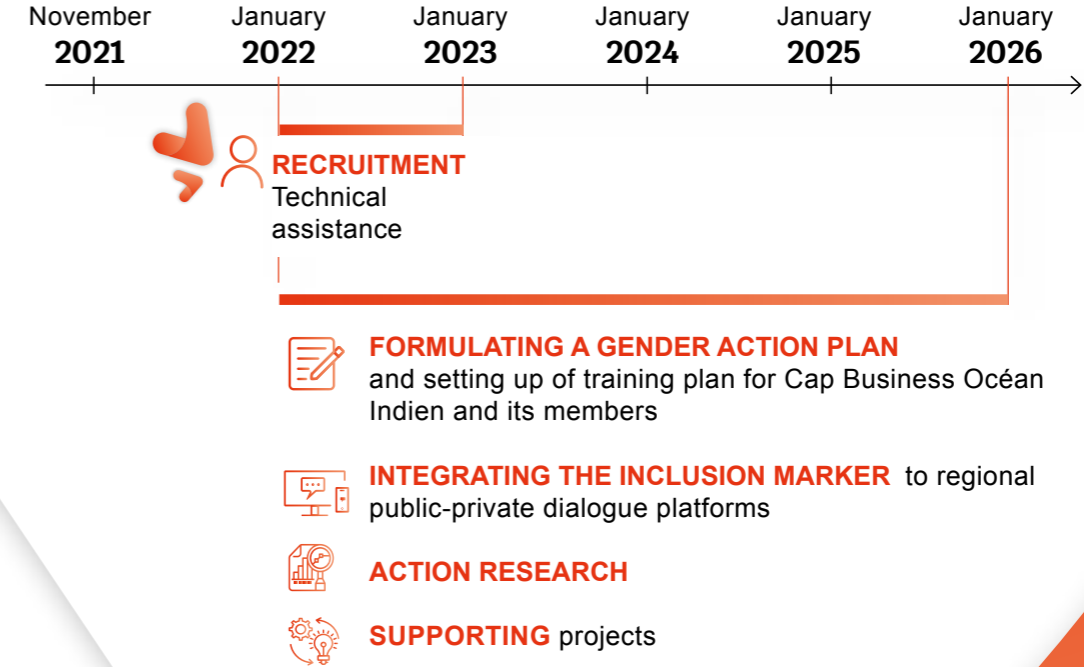 November January January January January January
2021 2022 2023 2024 2025 2026
RECRUITMENT
Technical
assistance
FORMULATING A GENDER ACTION PLAN
and setting up of training plan for Cap Business Océan
Indien and its members
INTEGRATING THE INCLUSION MARKER to regional
public-private dialogue platforms
ACTION RESEARCH
SUPPORTING projects